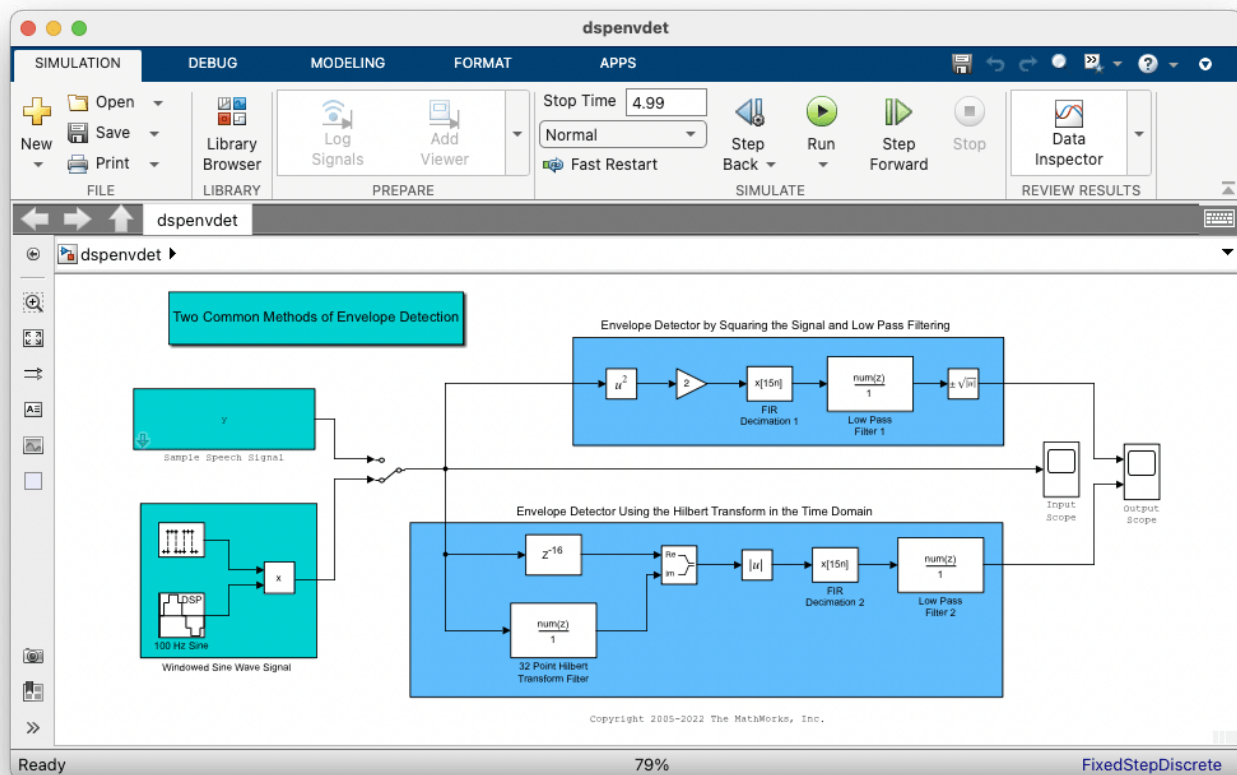 dspenvdet
SIMULATION DEBUG MODELING FORMAT APPS
New
Open
Save
Print
FILE
Library
Browser
LIBRARY
Log
Signals
Add
Viewer
PREPARE
Stop Time 4.99
Normal
Fast Restart
Step
Back
Run
Step
Forward
Stop
SIMULATE
Data
Inspector
REVIEW RESULTS
dspenvdet
dspenvdet
Two Common Methods of Envelope Detection
y
Sample Speech Signal
x
DSP
100 Hz Sine
Windowed Sine Wave Signal
Envelope Detector by Squaring the Signal and Low Pass Filtering
u²
2
x[15n]
FIR
Decimation 1
num(z)
1
Low Pass
Filter 1
± √|u|
Input
Scope
Output
Scope
Envelope Detector Using the Hilbert Transform in the Time Domain
z⁻¹⁶
num(z)
1
32 Point Hilbert
Transform Filter
Re
Im
|u|
x[15n]
FIR
Decimation 2
num(z)
1
Low Pass
Filter 2
Copyright 2005-2022 The MathWorks, Inc.
Ready 79% FixedStepDiscrete